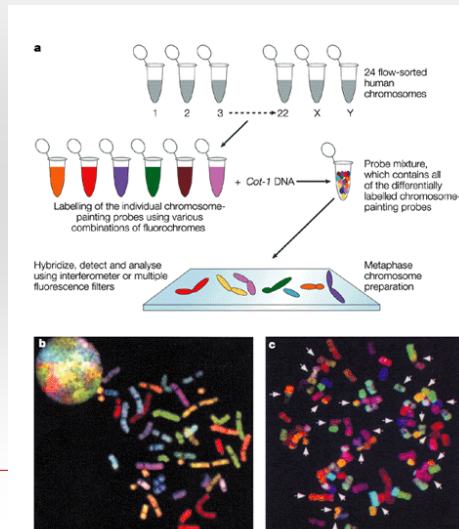 a
24 flow-sorted
human
chromosomes
1 2 3 22 X Y
+ Cot-1 DNA
Probe mixture,
which contains all
of the differentially
labelled chromosome-
painting probes
Labelling of the individual chromosome-
painting probes using various
combinations of fluorochromes
Hybridize, detect and analyse
using interferometer or multiple
fluorescence filters
Metaphase
chromosome
preparation
b
c